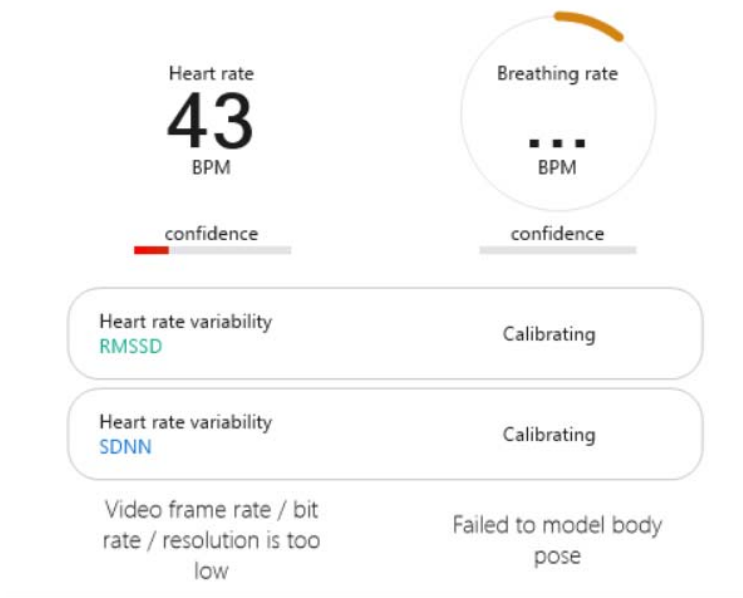 Heart rate
43
BPM
confidence
Breathing rate
...
BPM
confidence
Heart rate variability
RMSSD
Calibrating
Heart rate variability
SDNN
Calibrating
Video frame rate / bit
rate / resolution is too
low
Failed to model body
pose